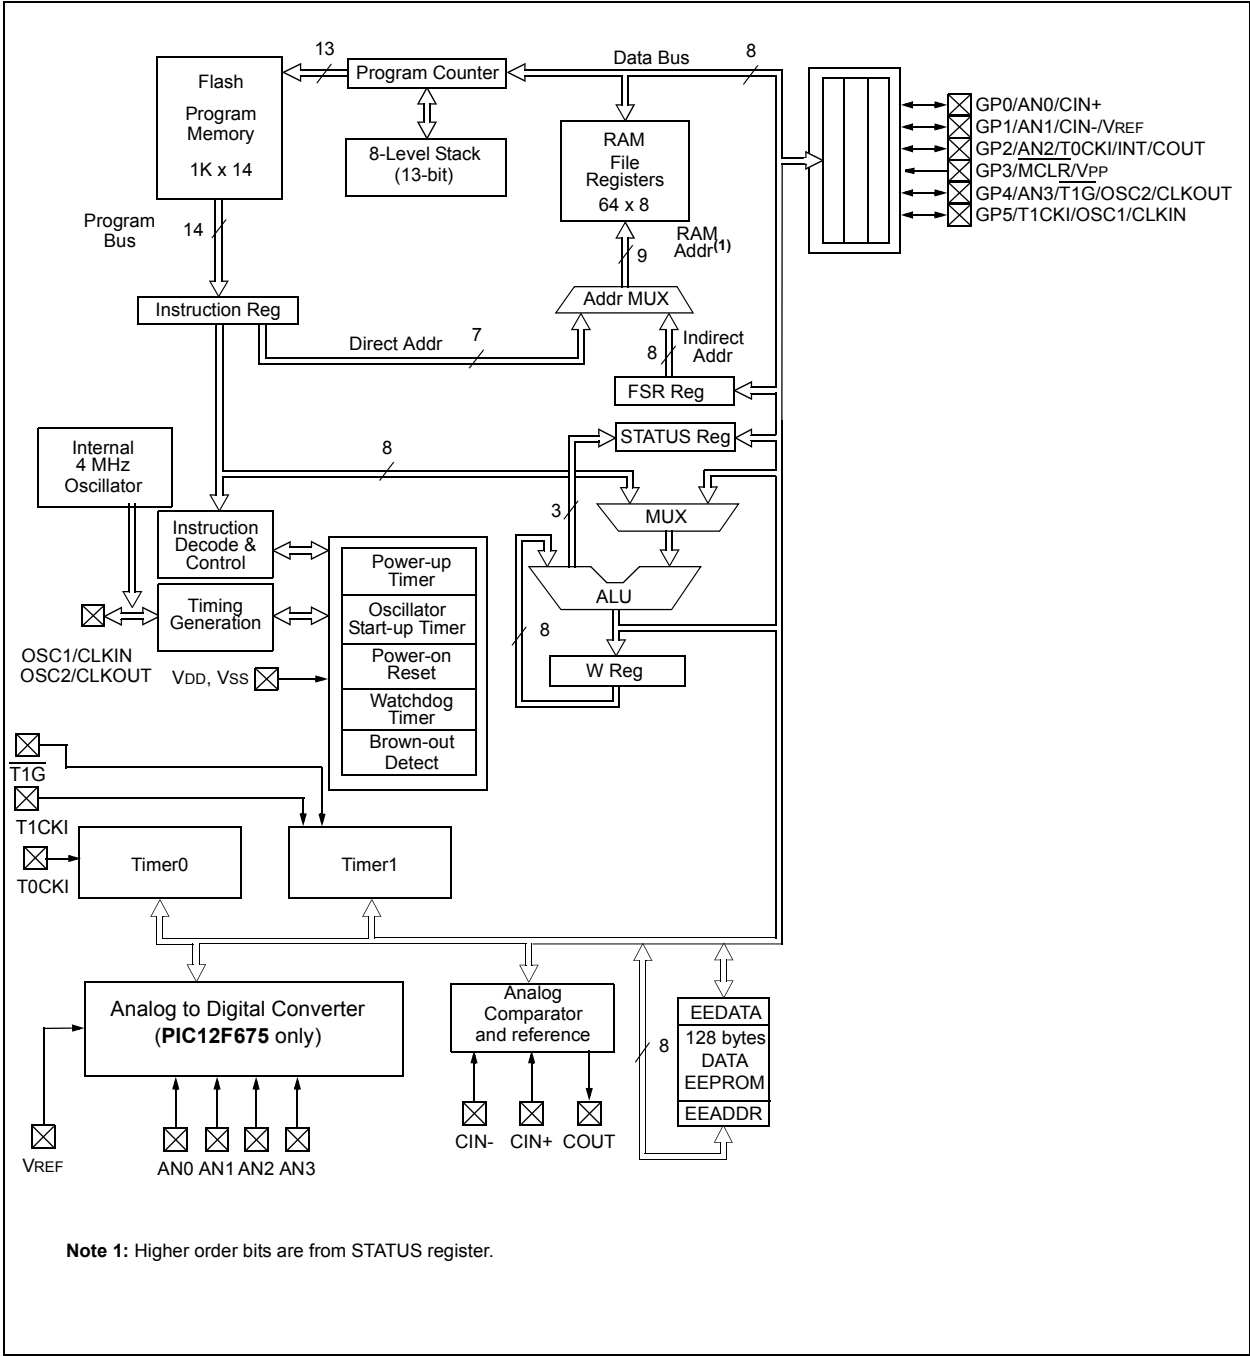 Flash
Program
Memory
1K x 14
13
Program Counter
8-Level Stack
(13-bit)
Data Bus
8
RAM
File
Registers
64 x 8
GP0/AN0/CIN+
GP1/AN1/CIN-/VREF
GP2/AN2/T0CKI/INT/COUT
GP3/MCLR/VPP
GP4/AN3/T1G/OSC2/CLKOUT
GP5/T1CKI/OSC1/CLKIN
Program
Bus
14
RAM
Addr(1)
9
Instruction Reg
Addr MUX
Direct Addr
7
Indirect
Addr
8
FSR Reg
STATUS Reg
Internal
4 MHz
Oscillator
8
3
MUX
Instruction
Decode &
Control
Power-up
Timer
Oscillator
Start-up Timer
Power-on
Reset
Watchdog
Timer
Brown-out
Detect
ALU
8
W Reg
Timing
Generation
OSC1/CLKIN
OSC2/CLKOUT
VDD, VSS
T1G
T1CKI
T0CKI
Timer0
Timer1
Analog to Digital Converter
(PIC12F675 only)
Analog
Comparator
and reference
8
EEDATA
128 bytes
DATA
EEPROM
EEADDR
VREF
AN0 AN1 AN2 AN3
CIN- CIN+ COUT
Note 1: Higher order bits are from STATUS register.